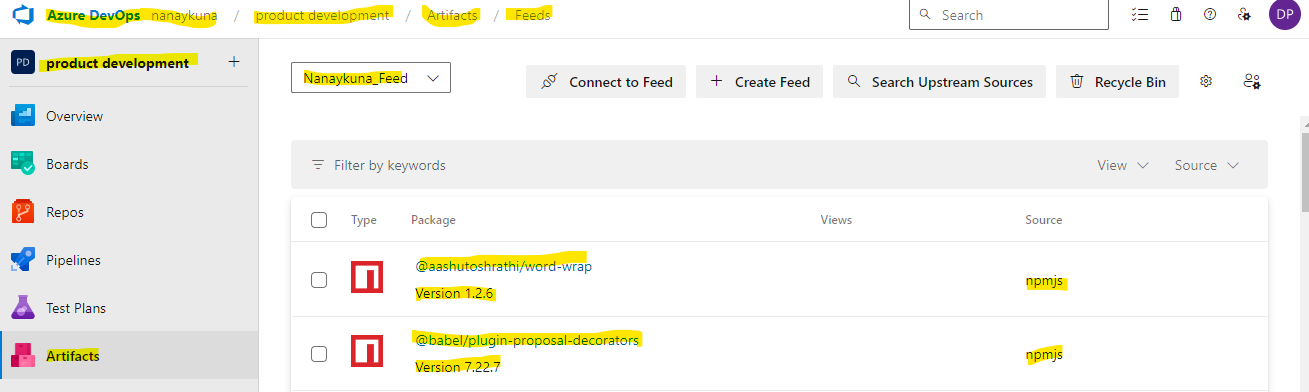 Azure DevOps nanaykuna / product development / Artifacts / Feeds
Search
DP
PD product development +
Nanaykuna_Feed
Connect to Feed
Create Feed
Search Upstream Sources
Recycle Bin
Overview
Boards
Repos
Pipelines
Test Plans
Artifacts
Filter by keywords
View
Source
Type Package Views Source
@aashutoshrathi/word-wrap
Version 1.2.6
npmjs
@babel/plugin-proposal-decorators
Version 7.22.7
npmjs